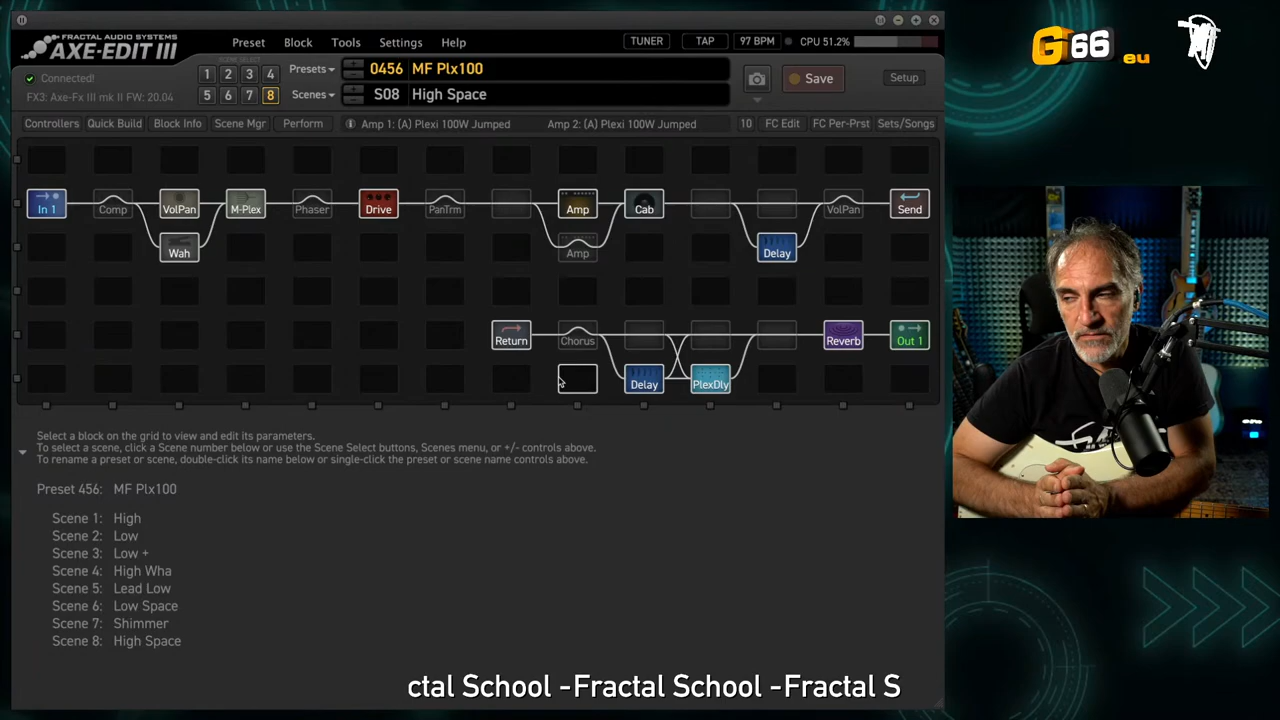 FRACTAL AUDIO SYSTEMS
AXE-EDIT III
Connected!
FX3: Axe-Fx III mk II FW: 20.04
Preset Block Tools Settings Help
SCENE SELECT
1 2 3 4
5 6 7 8
Presets 0456 MF Plx100
Scenes S08 High Space
TUNER TAP 97 BPM CPU 51.2%
Save
Setup
Controllers Quick Build Block Info Scene Mgr Perform
Amp 1: (A) Plexi 100W Jumped Amp 2: (A) Plexi 100W Jumped
10 FC Edit FC Per-Prst Sets/Songs
In 1 Comp VolPan M-Plex Phaser Drive PanTrm Amp Cab VolPan Send
Wah Amp Delay
Return Chorus Reverb Out 1
Delay PlexDly
Select a block on the grid to view and edit its parameters.
To select a scene, click a Scene number below or use the Scene Select buttons, Scenes menu, or +/- controls above.
To rename a preset or scene, double-click its name below or single-click the preset or scene name controls above.
Preset 456: MF Plx100
Scene 1: High
Scene 2: Low
Scene 3: Low +
Scene 4: High Wha
Scene 5: Lead Low
Scene 6: Low Space
Scene 7: Shimmer
Scene 8: High Space
ctal School -Fractal School -Fractal S
G66
eu